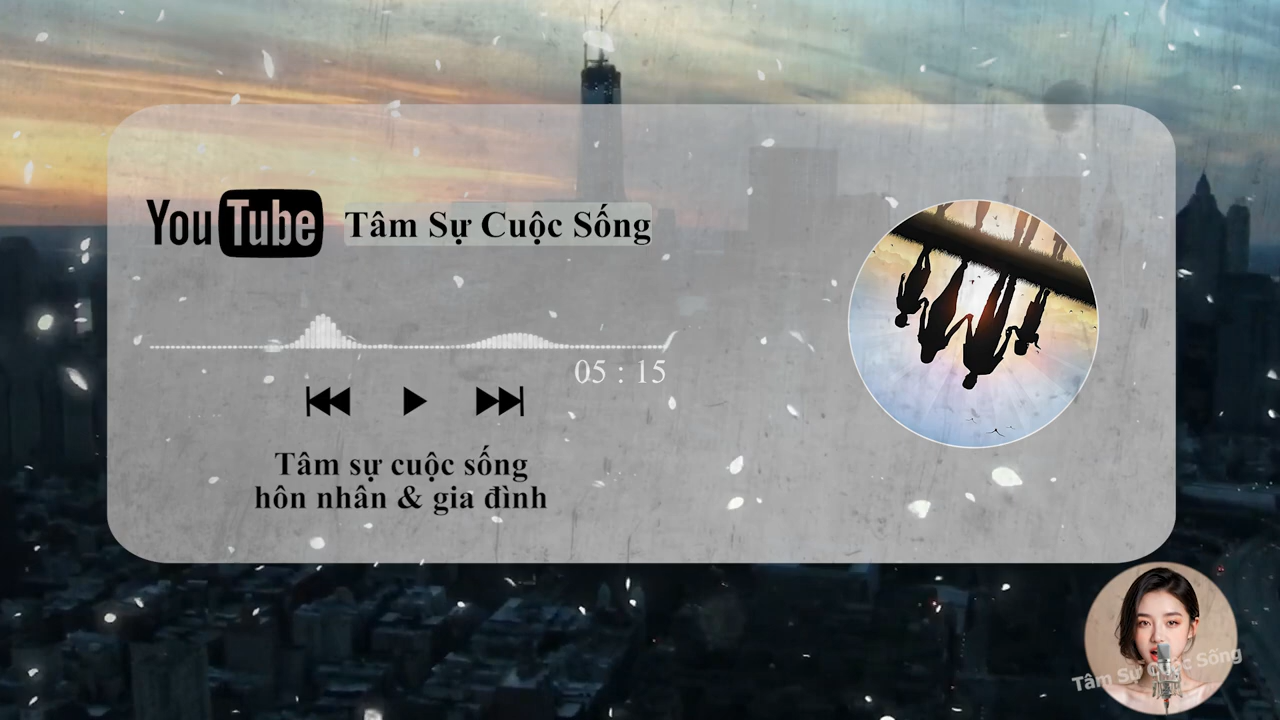 YouTube Tâm Sự Cuộc Sống
05 : 15
Tâm sự cuộc sống
hôn nhân & gia đình
Tâm Sự Cuộc Sống